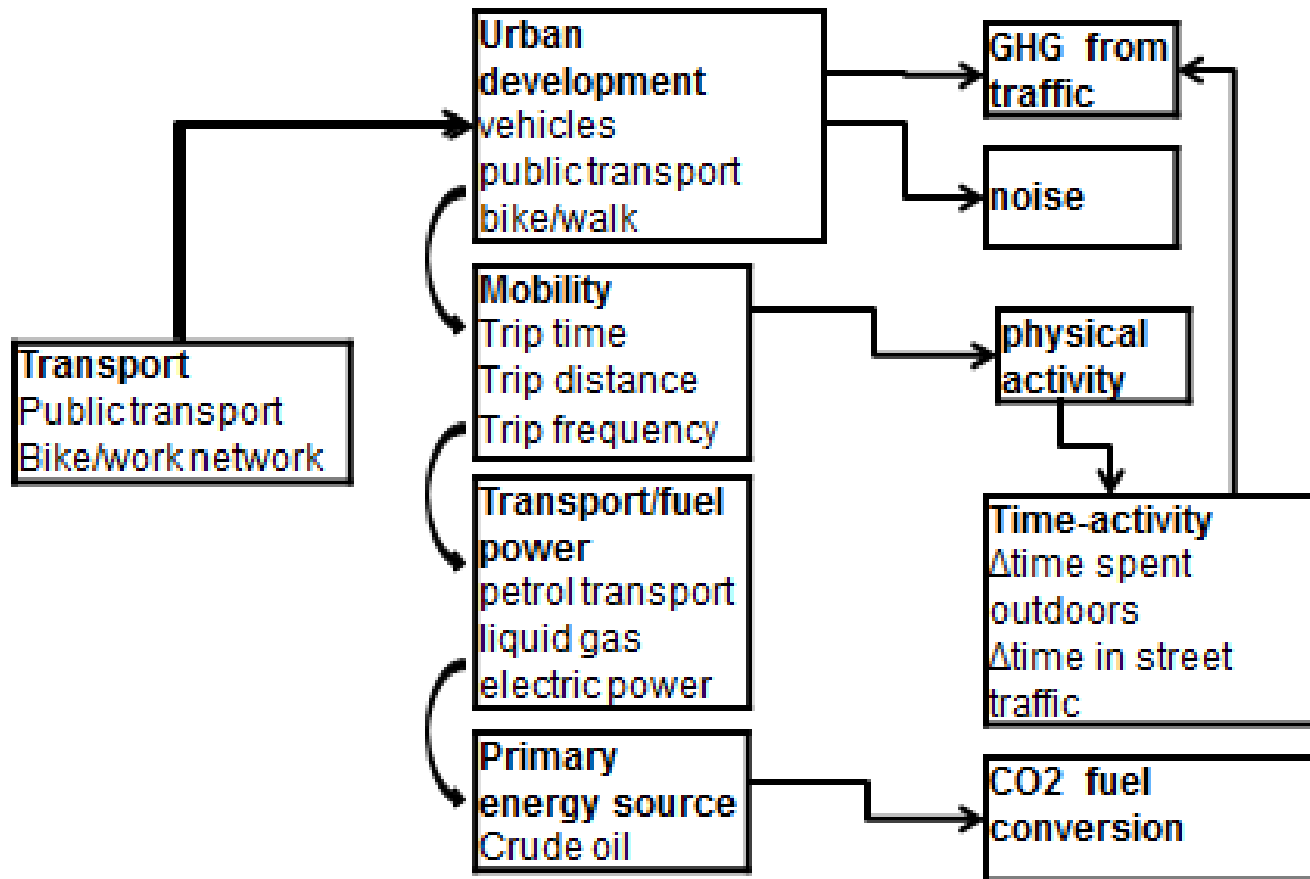 Transport
Public transport
Bike/work network
Urban
development
vehicles
public transport
bike/walk
Mobility
Trip time
Trip distance
Trip frequency
Transport/fuel
power
petrol transport
liquid gas
electric power
Primary
energy source
Crude oil
GHG from
traffic
noise
physical
activity
Time-activity
Δtime spent
outdoors
Δtime in street
traffic
CO2 fuel
conversion